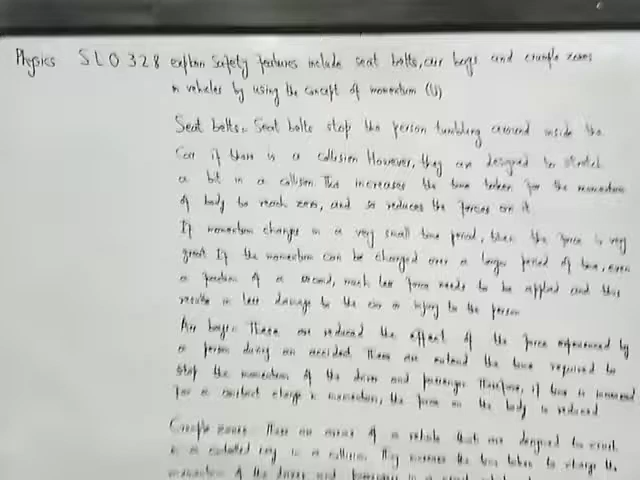 Physics SLO 328 explain safety features include seat belts, air bags and crumple zones
in vehicles by using the concept of momentum (U)
Seat belts:- Seat belts stop the person tumbling around inside the
Car if there is a collision However, they are designed to stretch
a bit in a collision This increases the time taken for the momentum
of body to reach zero, and so reduces the forces on it.
If momentum changes in a very small time period, then the force is very
great If the momentum can be changed over a longer period of time, even
a fraction of a second, much less force needs to be applied and this
results in less damage to the car or injury to the person
Air bags:- These are reduced the effect of the force experienced by
a person during an accident These are extend the time required to
stop the momentum of the driver and passenger Therefore, if time is increased
for a constant change in momentum, the force on the body is reduced
Crumple zones These are areas of a vehicle that are designed to crush
in a controlled way in a collision. They increase the time taken to change the
momentum of the driver and passengers in a